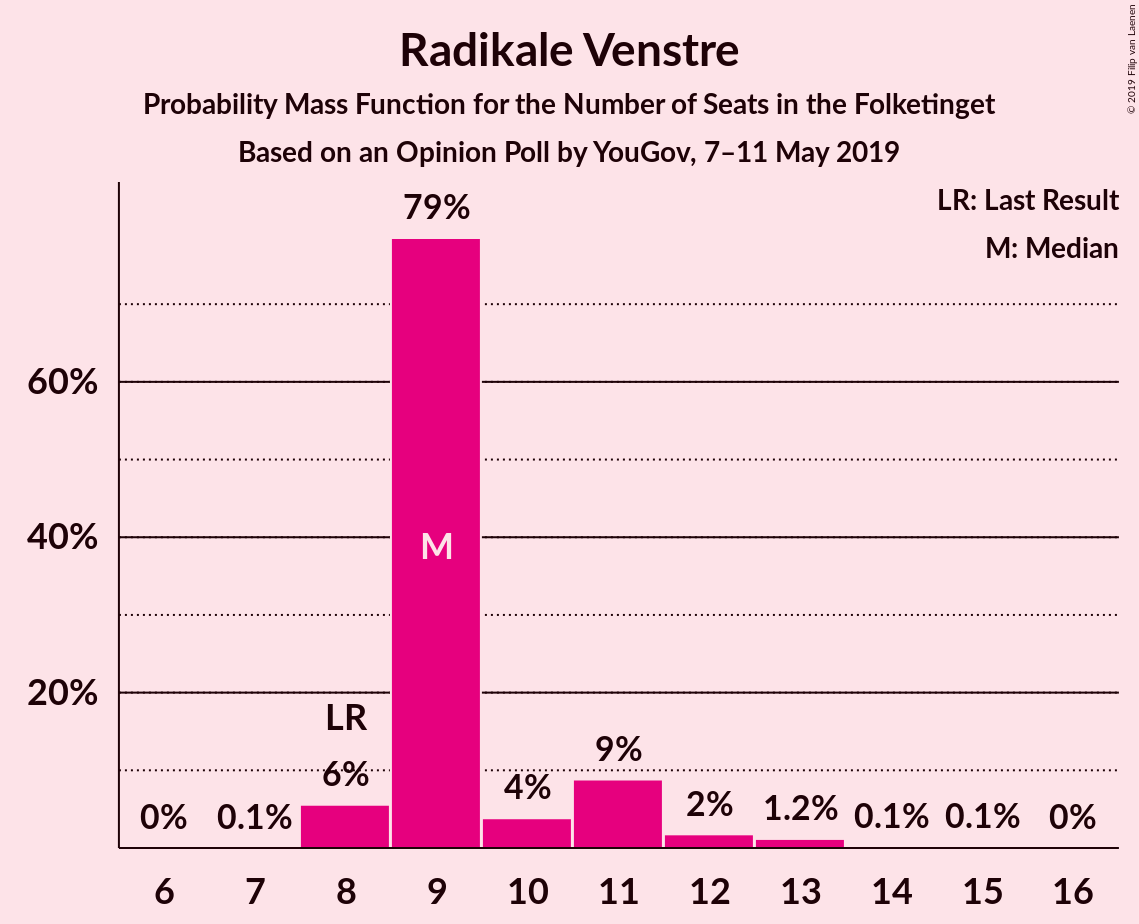 Radikale Venstre
Probability Mass Function for the Number of Seats in the Folketinget
Based on an Opinion Poll by YouGov, 7–11 May 2019
© 2019 Filip van Laenen
LR: Last Result
M: Median
79%
60%
40%
20%
M
LR
0%
0.1%
6%
4%
9%
2%
1.2%
0.1%
0.1%
0%
6 7 8 9 10 11 12 13 14 15 16